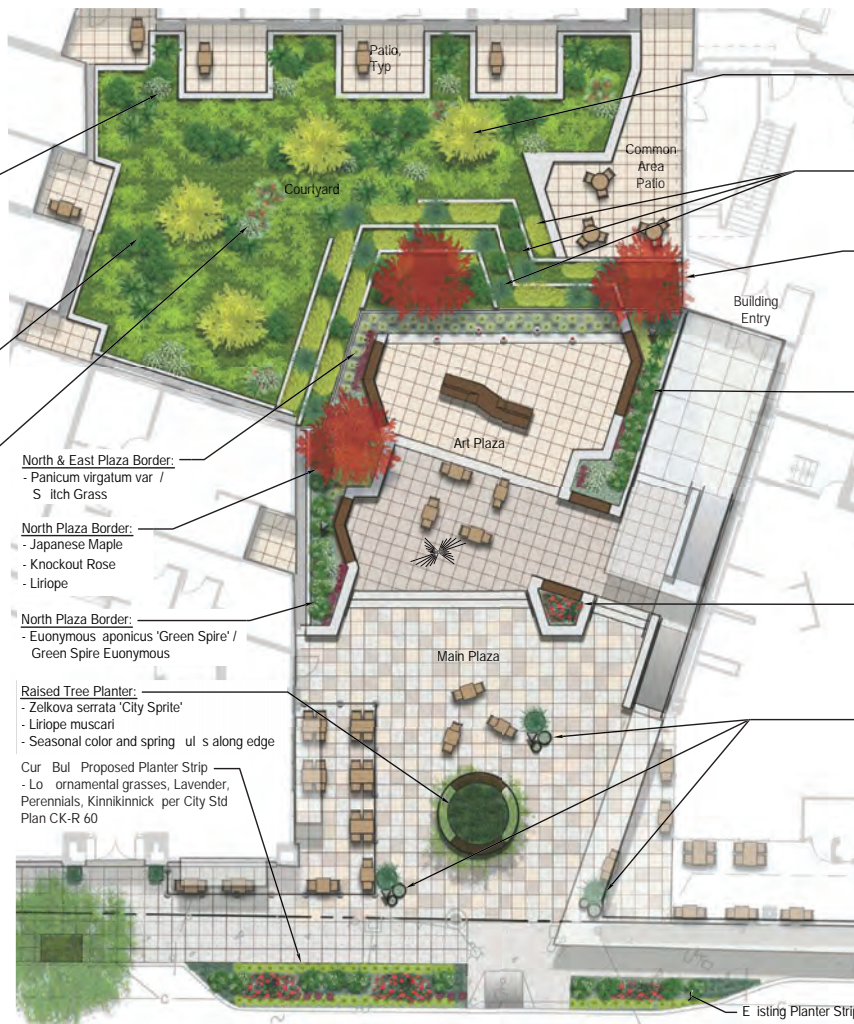 Patio,
Typ
Common
Area
Patio
Courtyard
Building
Entry
Art Plaza
North & East Plaza Border:
- Panicum virgatum var /
S itch Grass
North Plaza Border:
- Japanese Maple
- Knockout Rose
- Liriope
North Plaza Border:
- Euonymous aponicus 'Green Spire' /
Green Spire Euonymous
Main Plaza
Raised Tree Planter:
- Zelkova serrata 'City Sprite'
- Liriope muscari
- Seasonal color and spring ul s along edge
Cur Bul Proposed Planter Strip
- Lo ornamental grasses, Lavender,
Perennials, Kinnikinnick per City Std
Plan CK-R 60
E isting Planter Strip